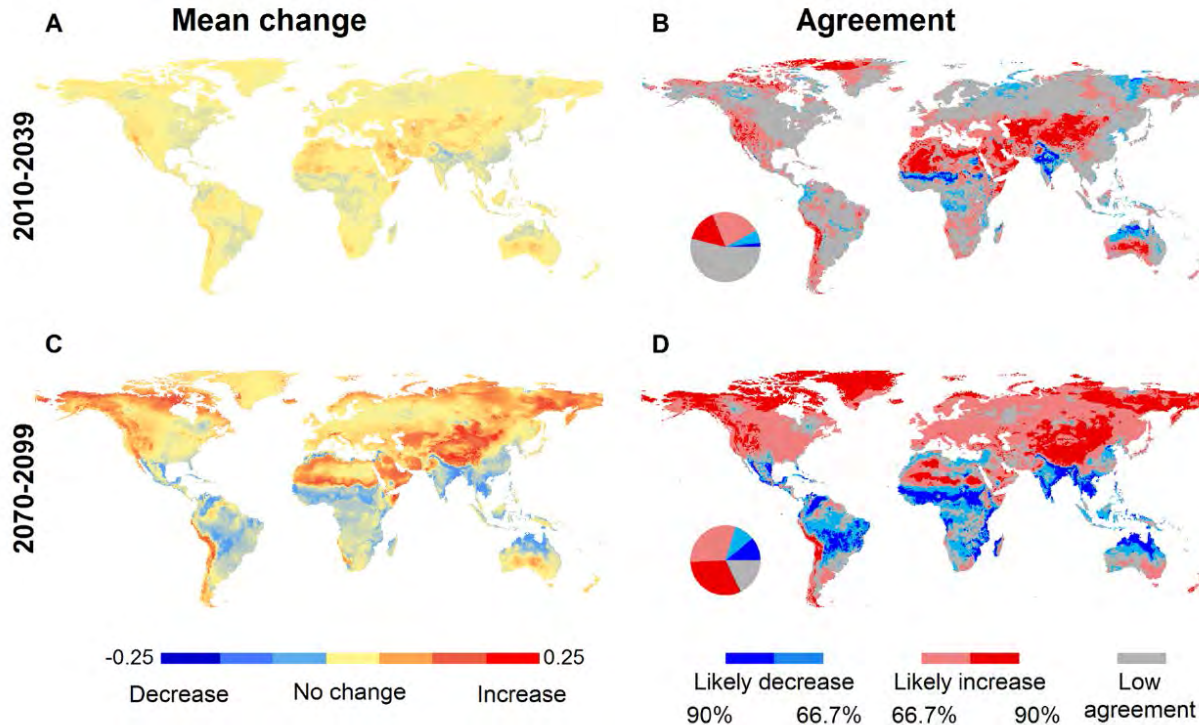 A Mean change
B Agreement
2010-2039
C
D
2070-2099
-0.25 0.25
Decrease No change Increase
Likely decrease Likely increase Low
agreement
90% 66.7% 66.7% 90%